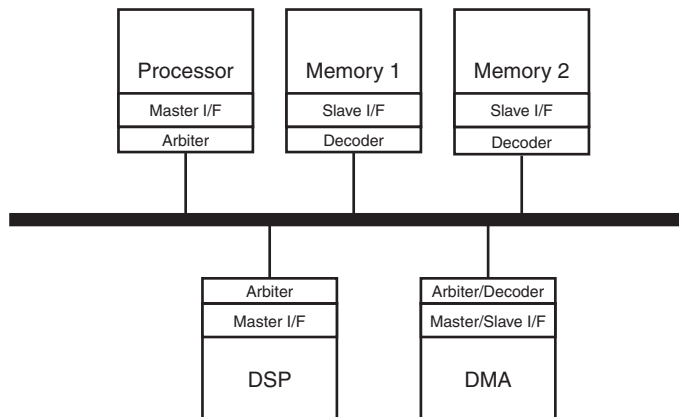 Processor
Master I/F
Arbiter
Memory 1
Slave I/F
Decoder
Memory 2
Slave I/F
Decoder
Arbiter
Master I/F
DSP
Arbiter/Decoder
Master/Slave I/F
DMA